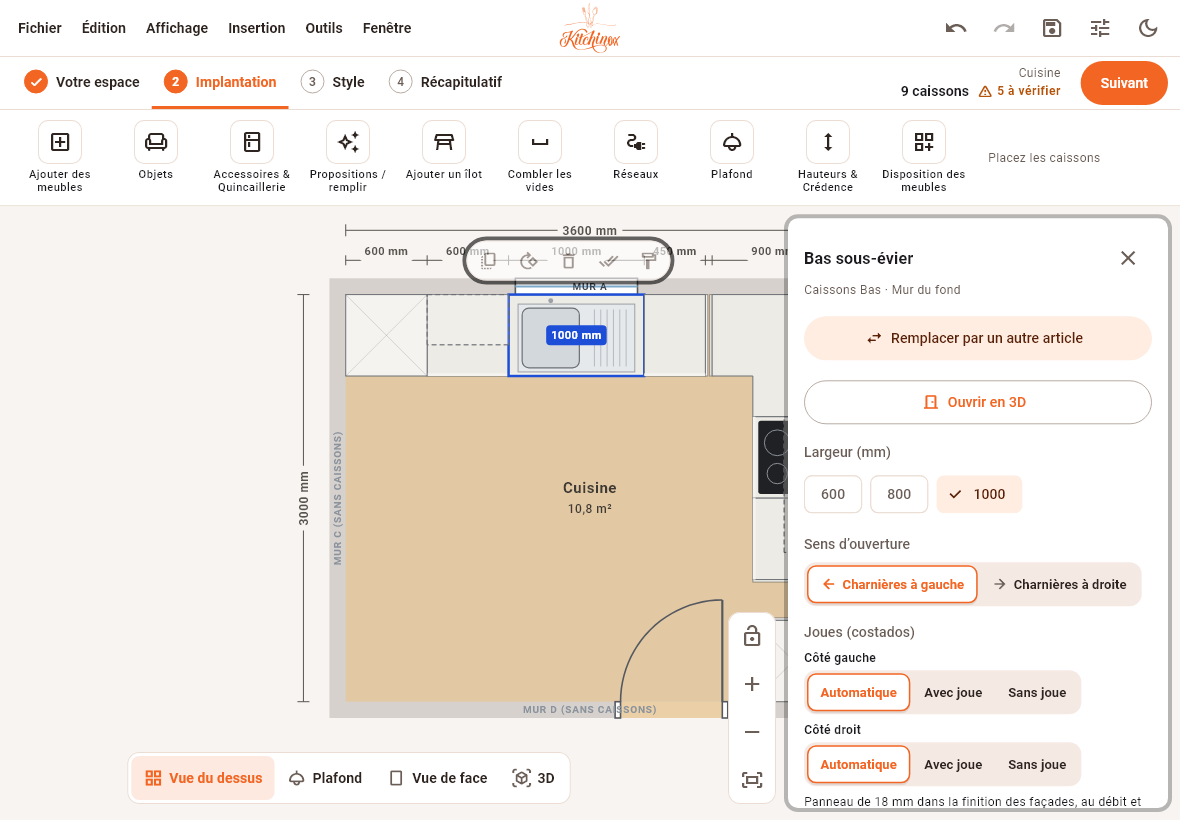 Fichier Édition Affichage Insertion Outils Fenêtre
Kitchinox
Votre espace
2 Implantation
3 Style
4 Récapitulatif
Cuisine
9 caissons 5 à vérifier
Suivant
Ajouter des meubles
Objets
Accessoires & Quincaillerie
Propositions / remplir
Ajouter un îlot
Combler les vides
Réseaux
Plafond
Hauteurs & Crédence
Disposition des meubles
Placez les caissons
3600 mm
600 mm
1000 mm
900 mm
MUR A
1000 mm
3000 mm
MUR C (SANS CAISSONS)
Cuisine
10,8 m²
MUR D (SANS CAISSONS)
Vue du dessus
Plafond
Vue de face
3D
Bas sous-évier
Caissons Bas · Mur du fond
Remplacer par un autre article
Ouvrir en 3D
Largeur (mm)
600 800 1000
Sens d'ouverture
Charnières à gauche Charnières à droite
Joues (costados)
Côté gauche
Automatique Avec joue Sans joue
Côté droit
Automatique Avec joue Sans joue
Panneau de 18 mm dans la finition des façades, au débit et